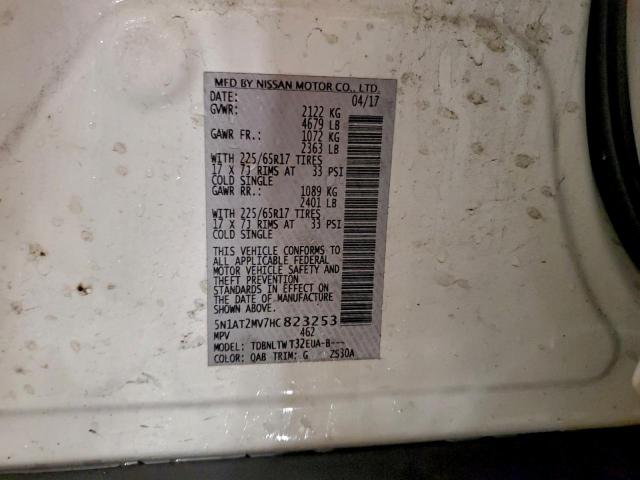 MFD BY NISSAN MOTOR CO., LTD.
DATE: 04/17
GVWR: 2122 KG
4679 LB
GAWR FR.: 1072 KG
2363 LB
WITH 225/65R17 TIRES
17 X 7J RIMS AT 33 PSI
COLD SINGLE
GAWR RR.: 1089 KG
2401 LB
WITH 225/65R17 TIRES
17 X 7J RIMS AT 33 PSI
COLD SINGLE
THIS VEHICLE CONFORMS TO
ALL APPLICABLE FEDERAL
MOTOR VEHICLE SAFETY AND
THEFT PREVENTION
STANDARDS IN EFFECT ON
THE DATE OF MANUFACTURE
SHOWN ABOVE.
5N1AT2MV7HC823253
MPV 462
MODEL: TDBNLTWT32EUA-B---
COLOR: QAB TRIM: G Z530A